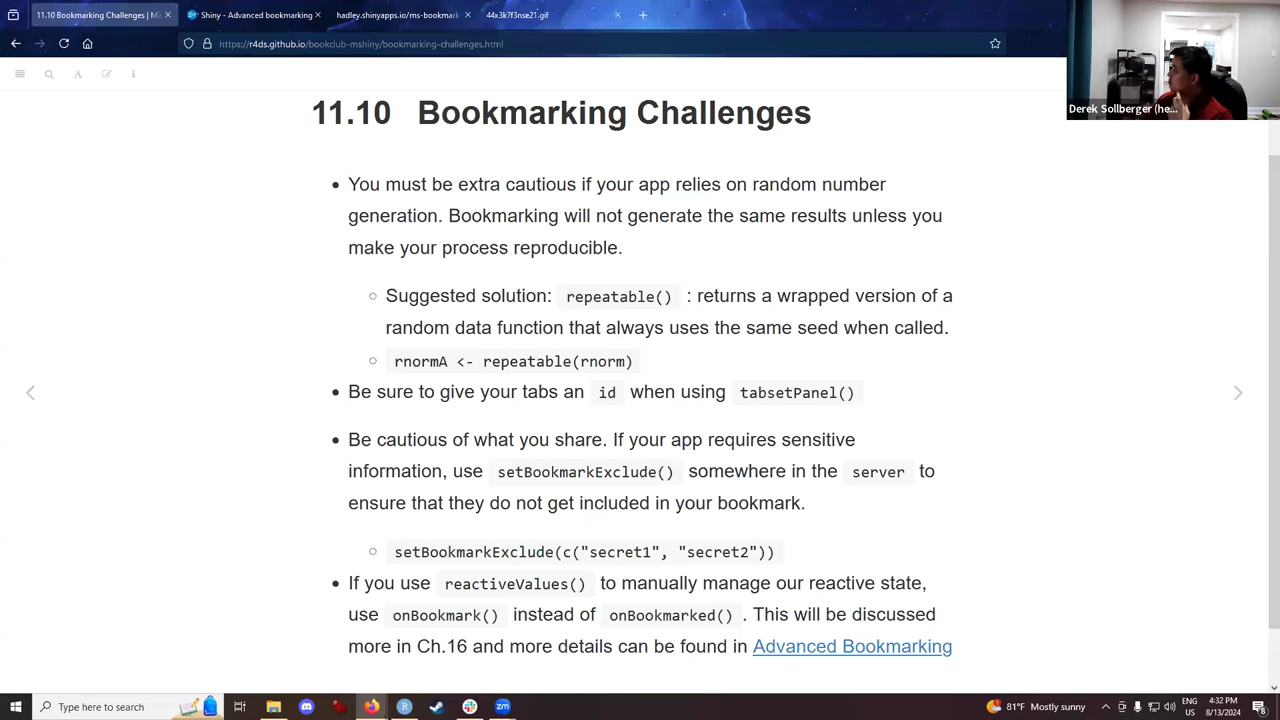 11.10 Bookmarking Challenges | Mi
Shiny - Advanced bookmarking
hadley.shinyapps.io/ms-bookmark-
44x3k7f3nse21.gif
https://r4ds.github.io/bookclub-mshiny/bookmarking-challenges.html
Derek Sollberger (he...
11.10 Bookmarking Challenges
You must be extra cautious if your app relies on random number
generation. Bookmarking will not generate the same results unless you
make your process reproducible.
Suggested solution: repeatable() : returns a wrapped version of a
random data function that always uses the same seed when called.
rnormA <- repeatable(rnorm)
Be sure to give your tabs an id when using tabsetPanel()
Be cautious of what you share. If your app requires sensitive
information, use setBookmarkExclude() somewhere in the server to
ensure that they do not get included in your bookmark.
setBookmarkExclude(c("secret1", "secret2"))
If you use reactiveValues() to manually manage our reactive state,
use onBookmark() instead of onBookmarked() . This will be discussed
more in Ch.16 and more details can be found in Advanced Bookmarking
Type here to search
81°F Mostly sunny
ENG
US
4:32 PM
8/13/2024